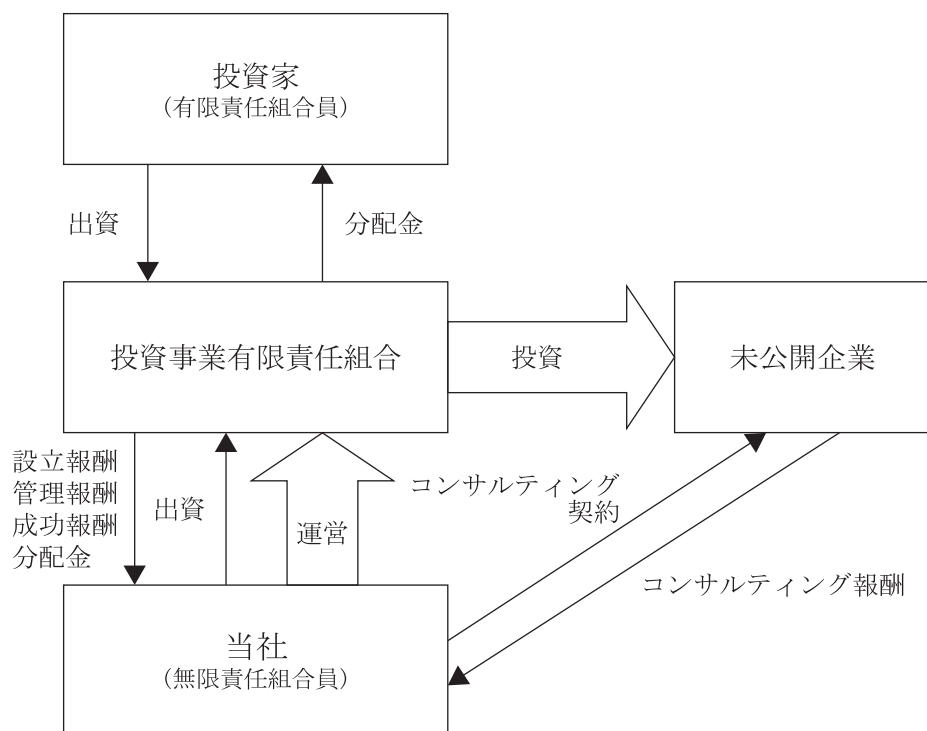 投資家
（有限責任組合員）
出資
分配金
投資事業有限責任組合
投資
未公開企業
設立報酬
管理報酬
成功報酬
分配金
出資
運営
コンサルティング
契約
コンサルティング報酬
当社
（無限責任組合員）